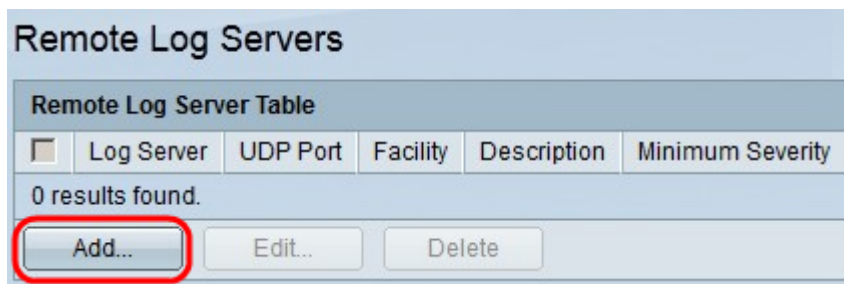 Remote Log Servers
Remote Log Server Table
Log Server UDP Port Facility Description Minimum Severity
0 results found.
Add... Edit... Delete